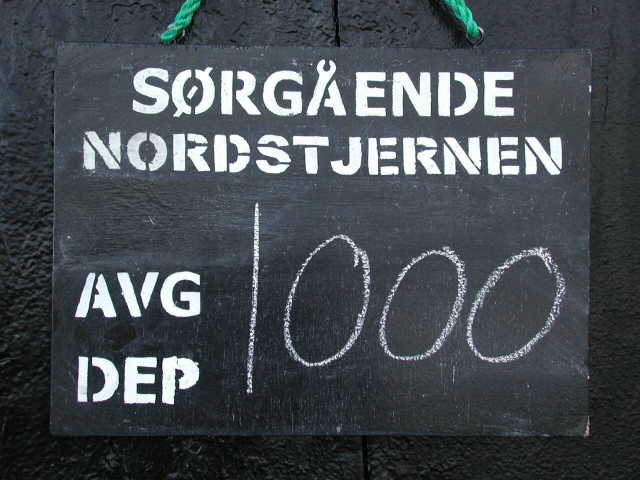 SØRGÅENDE
NORDSTJERNEN
AVG
DEP
1000